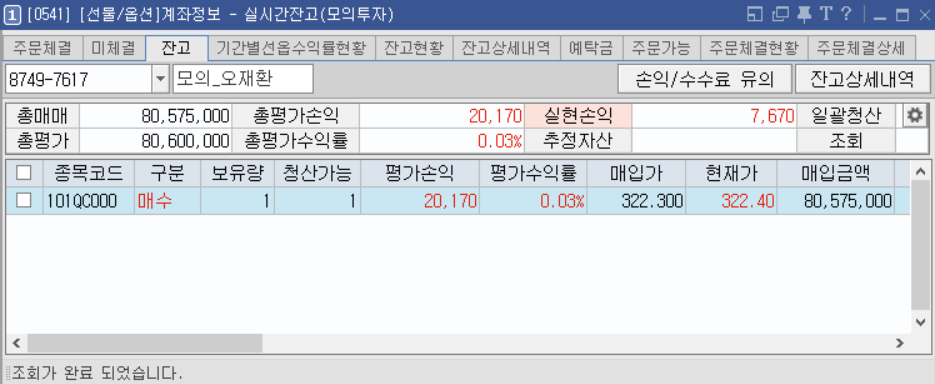 1 [0541] [선물/옵션]계좌정보 - 실시간잔고(모의투자) T ?
주문체결 미체결 잔고 기간별선옵수익률현황 잔고현황 잔고상세내역 예탁금 주문가능 주문체결현황 주문체결상세
8749-7617 모의_오재환 손익/수수료 유의 잔고상세내역
총매매 80,575,000 총평가손익 20,170 실현손익 7,670 일괄청산
총평가 80,600,000 총평가수익률 0.03% 추정자산 조회
종목코드 구분 보유량 청산가능 평가손익 평가수익률 매입가 현재가 매입금액
101QC000 매수 1 1 20,170 0.03% 322.300 322.40 80,575,000
조회가 완료 되었습니다.